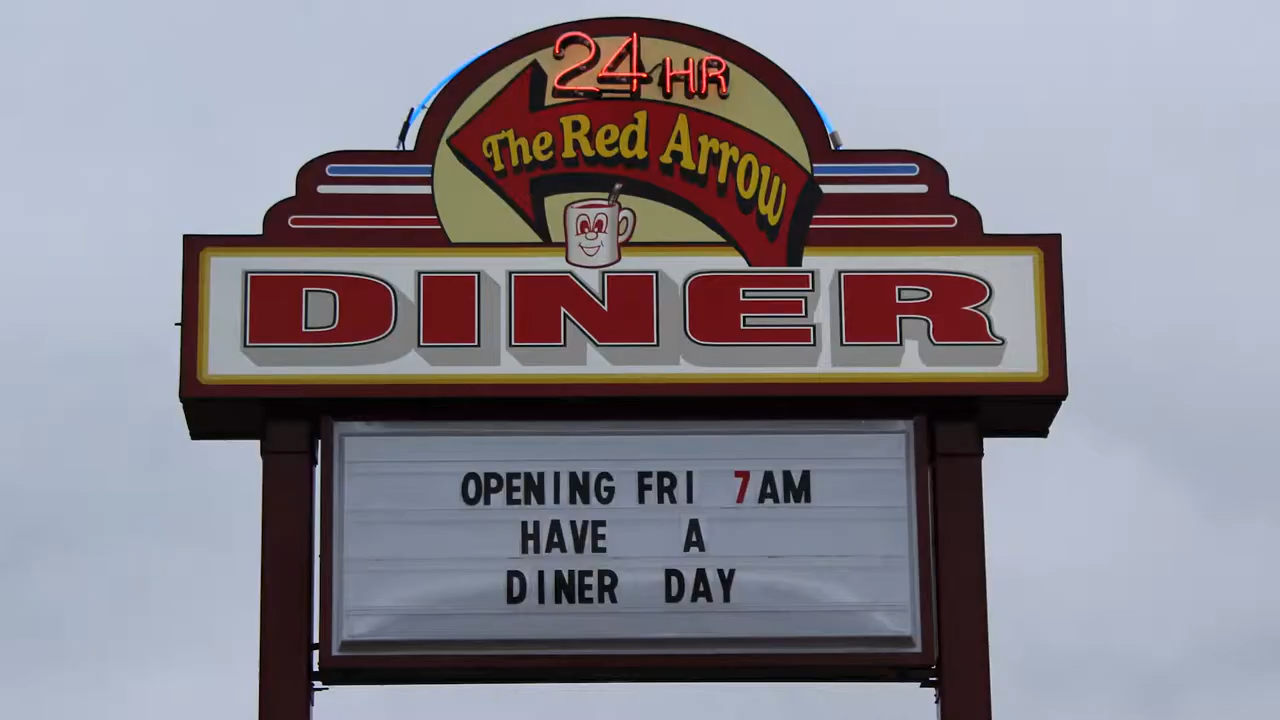 24 HR
The Red Arrow
DINER
OPENING FRI 7AM
HAVE A
DINER DAY